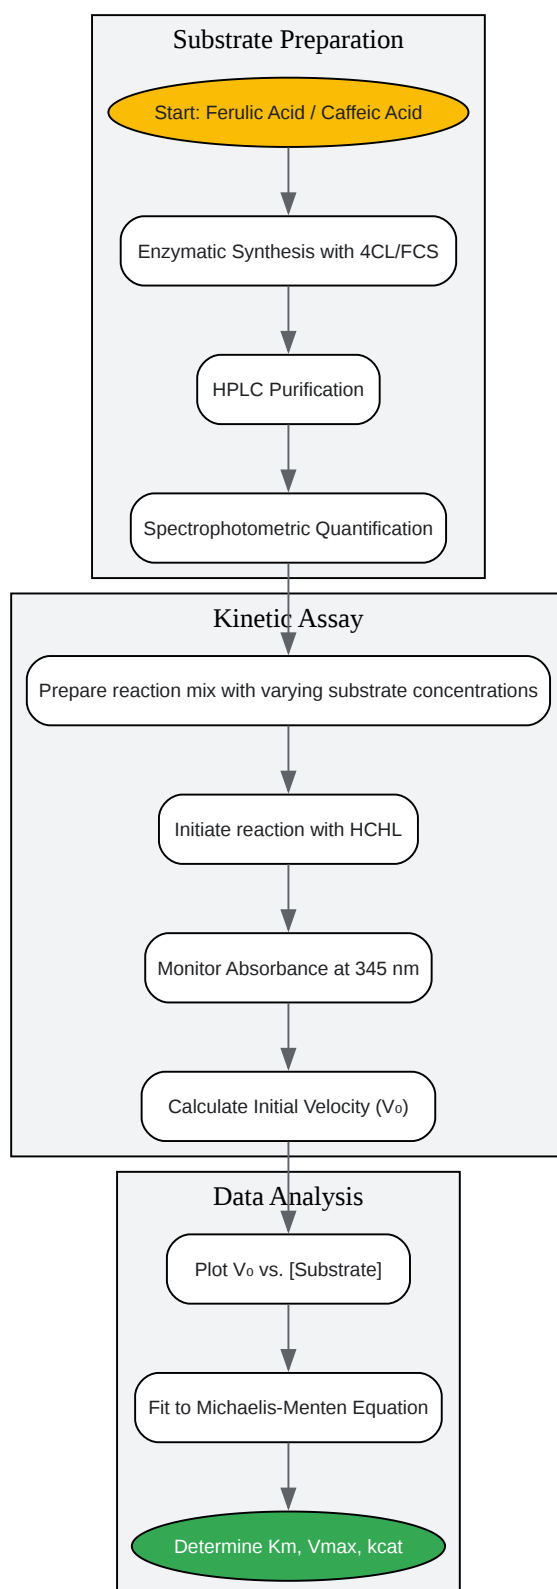 Substrate Preparation
Start: Ferulic Acid / Caffeic Acid
Enzymatic Synthesis with 4CL/FCS
HPLC Purification
Spectrophotometric Quantification
Kinetic Assay
Prepare reaction mix with varying substrate concentrations
Initiate reaction with HCHL
Monitor Absorbance at 345 nm
Calculate Initial Velocity (V₀)
Data Analysis
Plot V₀ vs. [Substrate]
Fit to Michaelis-Menten Equation
Determine Km, Vmax, kcat